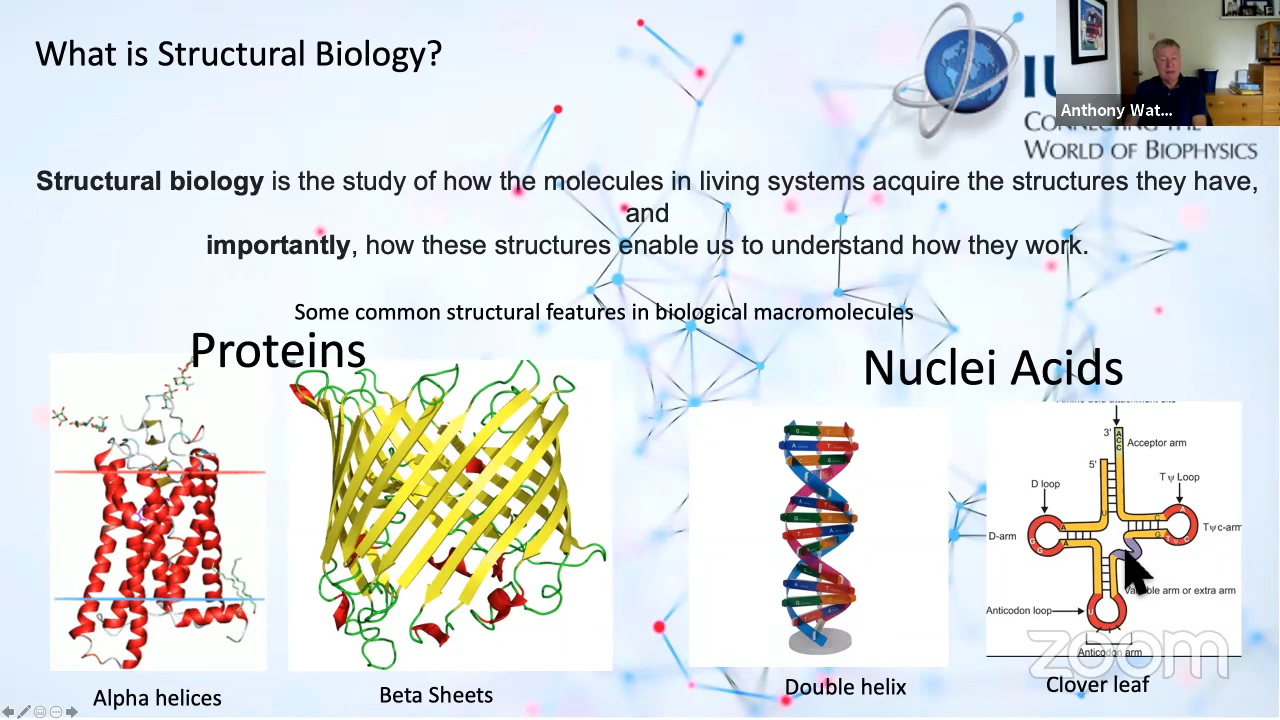 What is Structural Biology?
IU
Anthony Wat...
CONNECTING THE
WORLD OF BIOPHYSICS
Structural biology is the study of how the molecules in living systems acquire the structures they have,
and
importantly, how these structures enable us to understand how they work.
Some common structural features in biological macromolecules
Proteins
Nuclei Acids
3'
Acceptor arm
5'
D loop
TψLoop
D-arm
Tψc-arm
Variable arm or extra arm
Anticodon loop
Anticodon arm
zoom
Alpha helices
Beta Sheets
Double helix
Clover leaf